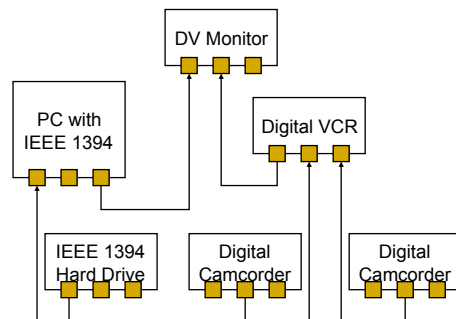 DV Monitor
PC with
IEEE 1394
Digital VCR
IEEE 1394
Hard Drive
Digital
Camcorder
Digital
Camcorder